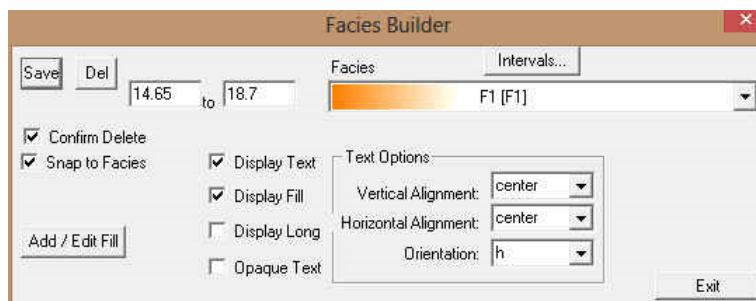 Facies Builder
Save
Del
14.65
to
18.7
Facies
Intervals...
F1 [F1]
Confirm Delete
Snap to Facies
Display Text
Display Fill
Display Long
Opaque Text
Add / Edit Fill
Text Options
Vertical Alignment: center
Horizontal Alignment: center
Orientation: h
Exit